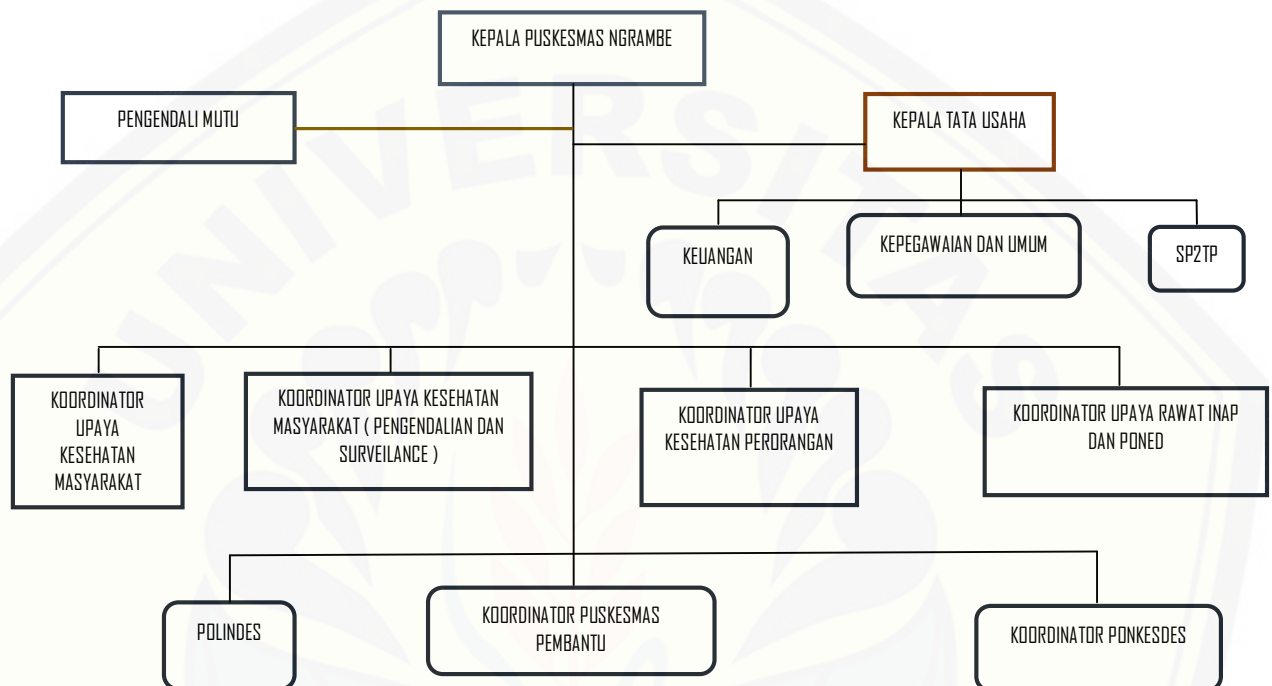 KEPALA PUSKESMAS NGRAMBE
PENGENDALI MUTU
KEPALA TATA USAHA
KEUANGAN
KEPEGAWAIAN DAN UMUM
SP2TP
KOORDINATOR
UPAYA
KESEHATAN
MASYARAKAT
KOORDINATOR UPAYA KESEHATAN
MASYARAKAT ( PENGENDALIAN DAN
SURVEILANCE )
KOORDINATOR UPAYA
KESEHATAN PERORANGAN
KOORDINATOR UPAYA RAWAT INAP
DAN PONED
POLINDES
KOORDINATOR PUSKESMAS
PEMBANTU
KOORDINATOR PONKESDES
UNIVERSITAS